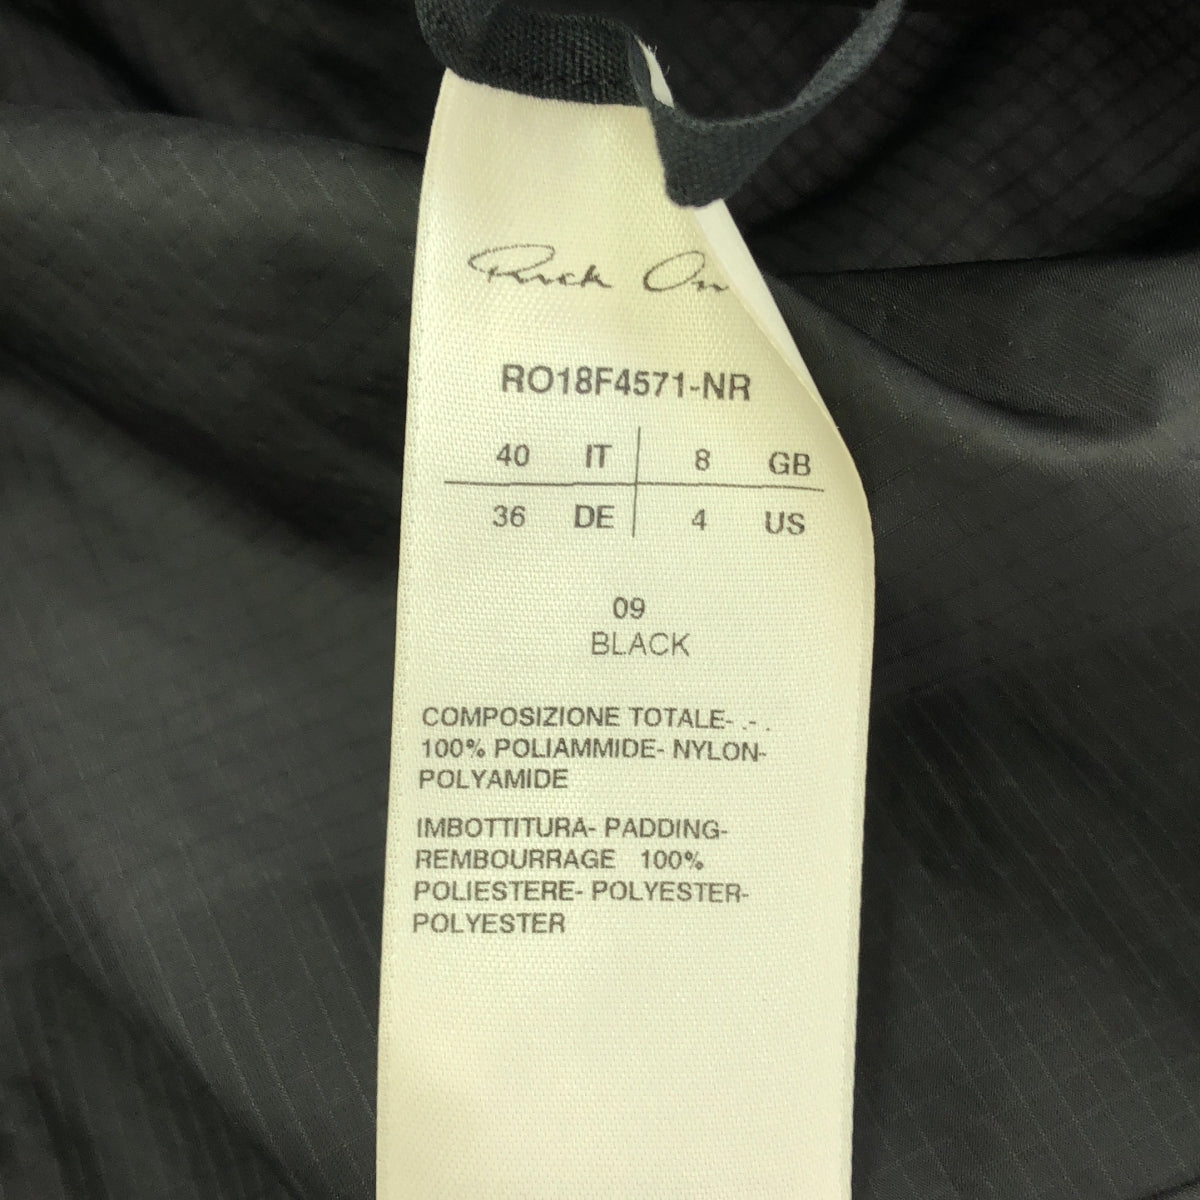 Rick Ow
RO18F4571-NR
40 IT 8 GB
36 DE 4 US
09
BLACK
COMPOSIZIONE TOTALE- .- .
100% POLIAMMIDE- NYLON-
POLYAMIDE
IMBOTTITURA- PADDING-
REMBOURRAGE 100%
POLIESTERE- POLYESTER-
POLYESTER